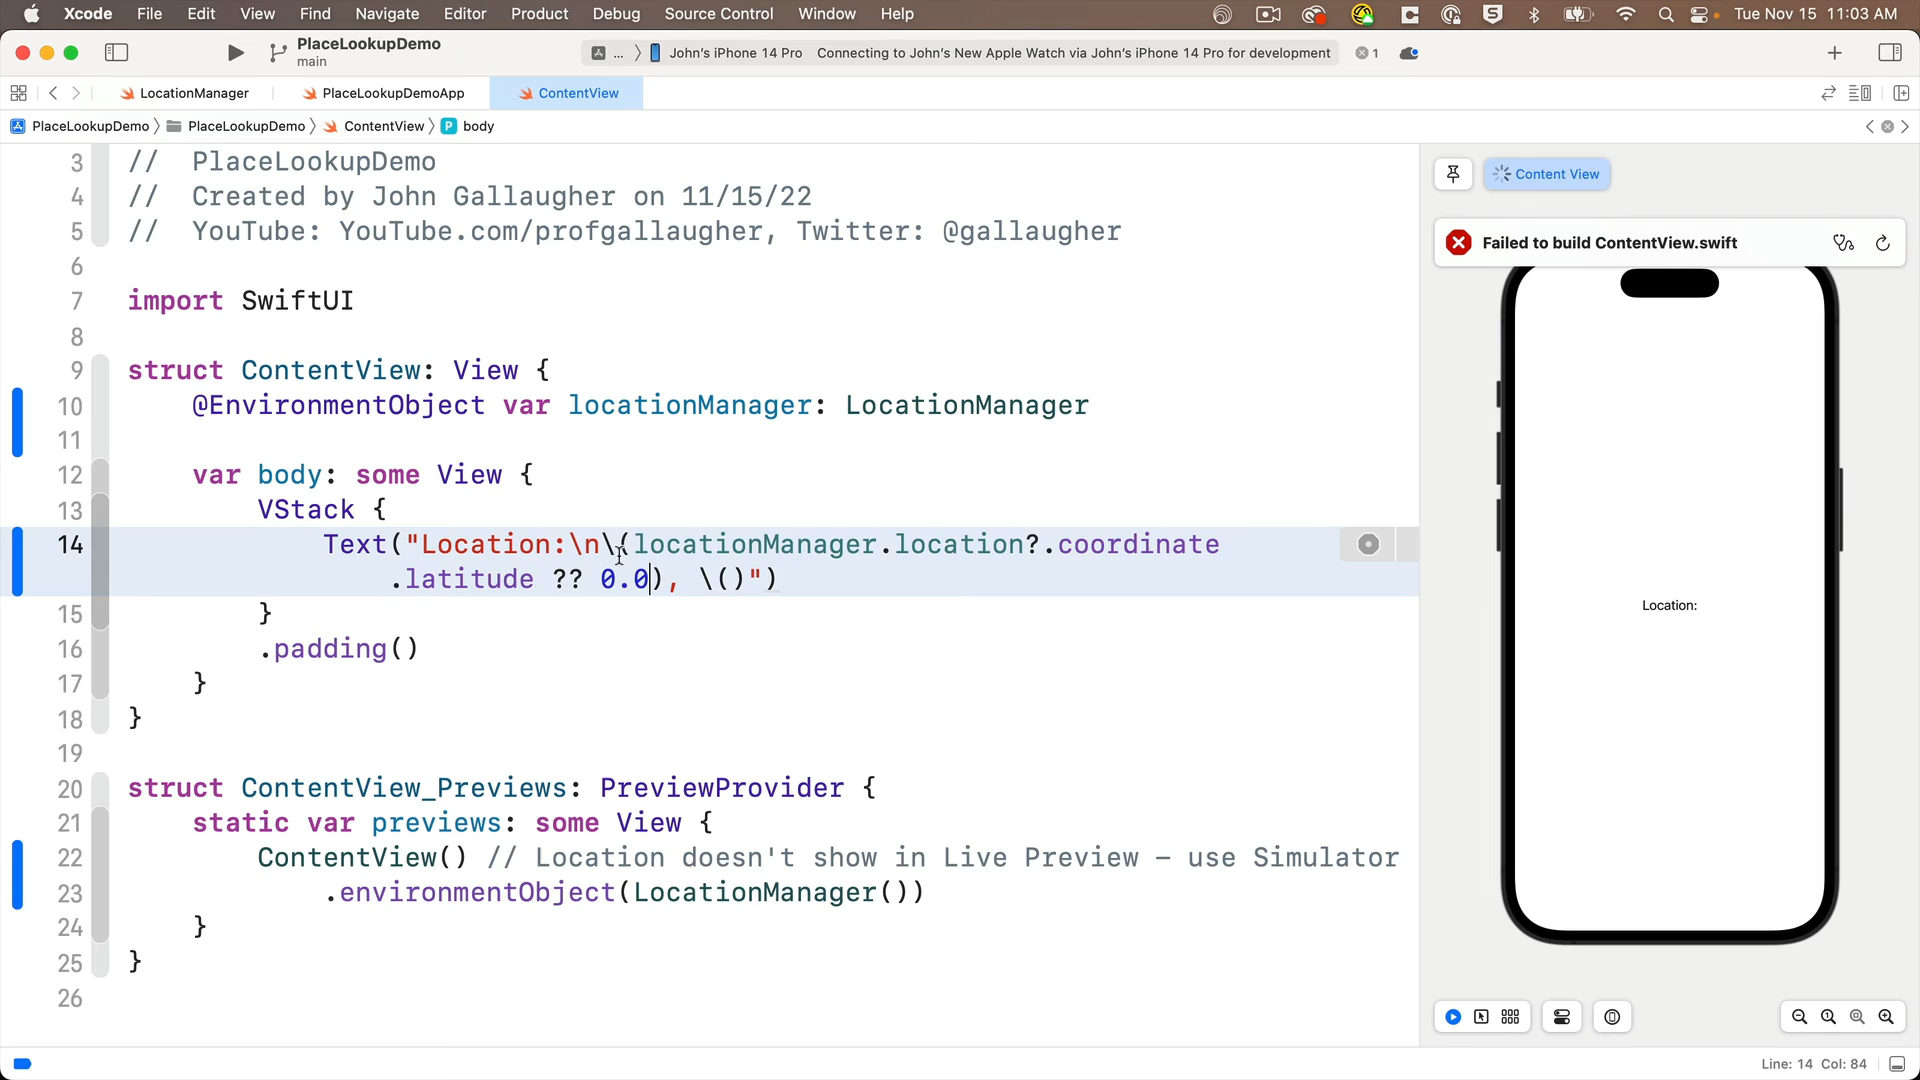 Xcode File Edit View Find Navigate Editor Product Debug Source Control Window Help Tue Nov 15 11:03 AM
PlaceLookupDemo
main
... John's iPhone 14 Pro Connecting to John's New Apple Watch via John's iPhone 14 Pro for development 1
LocationManager PlaceLookupDemoApp ContentView
PlaceLookupDemo PlaceLookupDemo ContentView P body
3 // PlaceLookupDemo
4 // Created by John Gallaugher on 11/15/22
5 // YouTube: YouTube.com/profgallaugher, Twitter: @gallaugher
6
7 import SwiftUI
8
9 struct ContentView: View {
10 @EnvironmentObject var locationManager: LocationManager
11
12 var body: some View {
13 VStack {
14 Text("Location:\n\(locationManager.location?.coordinate
.latitude ?? 0.0), \()")
15 }
16 .padding()
17 }
18 }
19
20 struct ContentView_Previews: PreviewProvider {
21 static var previews: some View {
22 ContentView() // Location doesn't show in Live Preview – use Simulator
23 .environmentObject(LocationManager())
24 }
25 }
26
Content View
Failed to build ContentView.swift
Location:
Line: 14 Col: 84